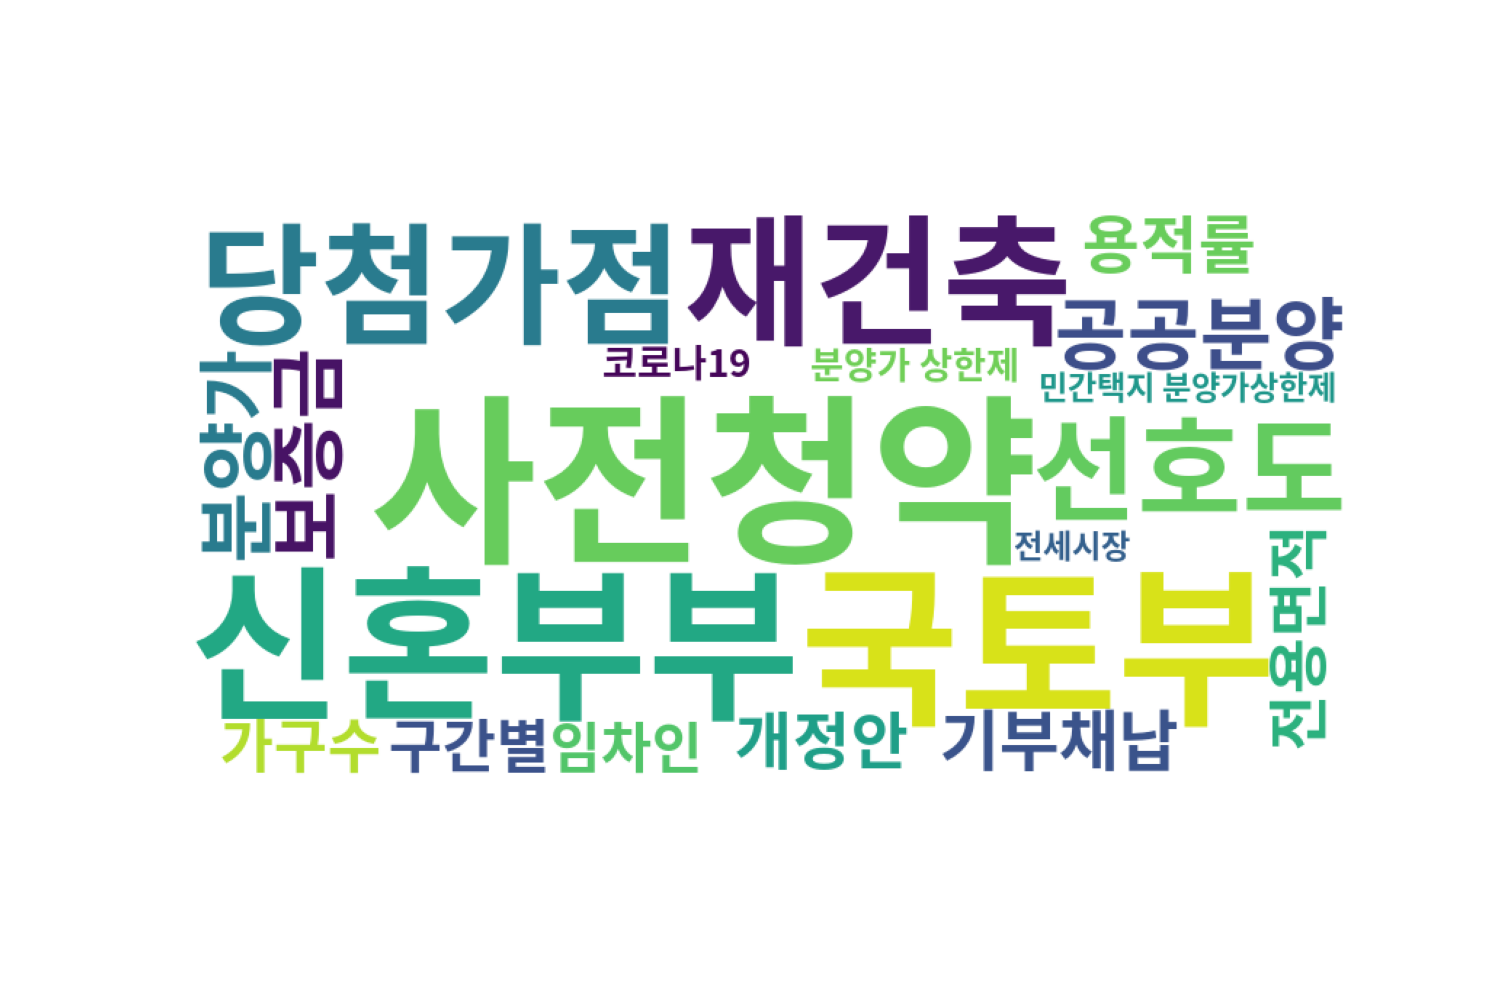 당첨가점
재건축
용적률
공공분양
코로나19
분양가 상한제
민간택지 분양가상한제
분양가
보증금
사전청약
선호도
전세시장
전용면적
신혼부부
국토부
가구수
구간별
임차인
개정안
기부채납